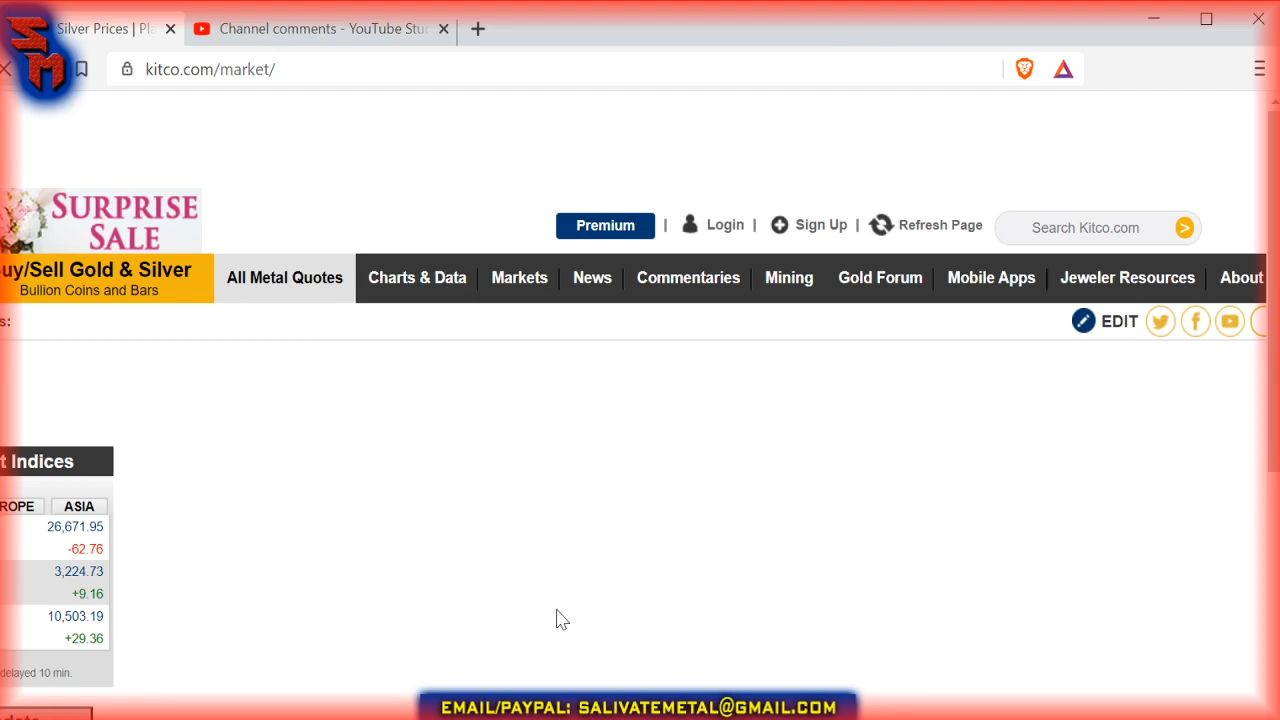 SM
Silver Prices | Pla
Channel comments - YouTube Stu
kitco.com/market/
SURPRISE
SALE
Premium | Login | Sign Up | Refresh Page
Search Kitco.com
uy/Sell Gold & Silver
Bullion Coins and Bars
All Metal Quotes
Charts & Data
Markets
News
Commentaries
Mining
Gold Forum
Mobile Apps
Jeweler Resources
About
s:
EDIT
t Indices
ROPE
ASIA
26,671.95
-62.76
3,224.73
+9.16
10,503.19
+29.36
delayed 10 min.
EMAIL/PAYPAL: SALIVATEMETAL@GMAIL.COM